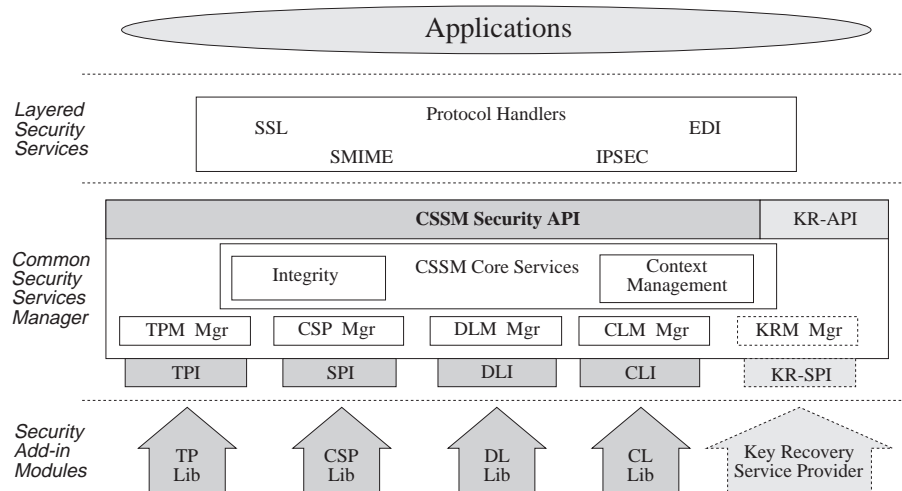 Applications
Layered
Security
Services
Protocol Handlers
SSL
EDI
SMIME
IPSEC
Common
Security
Services
Manager
CSSM Security API
KR-API
Integrity
CSSM Core Services
Context
Management
TPM Mgr
CSP Mgr
DLM Mgr
CLM Mgr
KRM Mgr
TPI
SPI
DLI
CLI
KR-SPI
Security
Add-in
Modules
TP
Lib
CSP
Lib
DL
Lib
CL
Lib
Key Recovery
Service Provider